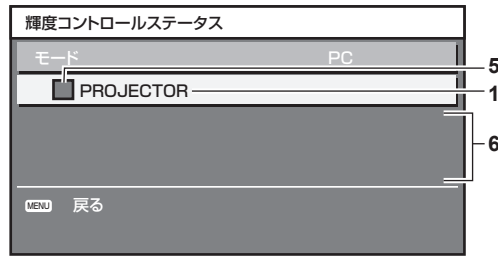 輝度コントロールステータス
モード PC
5
PROJECTOR 1
6
MENU 戻る